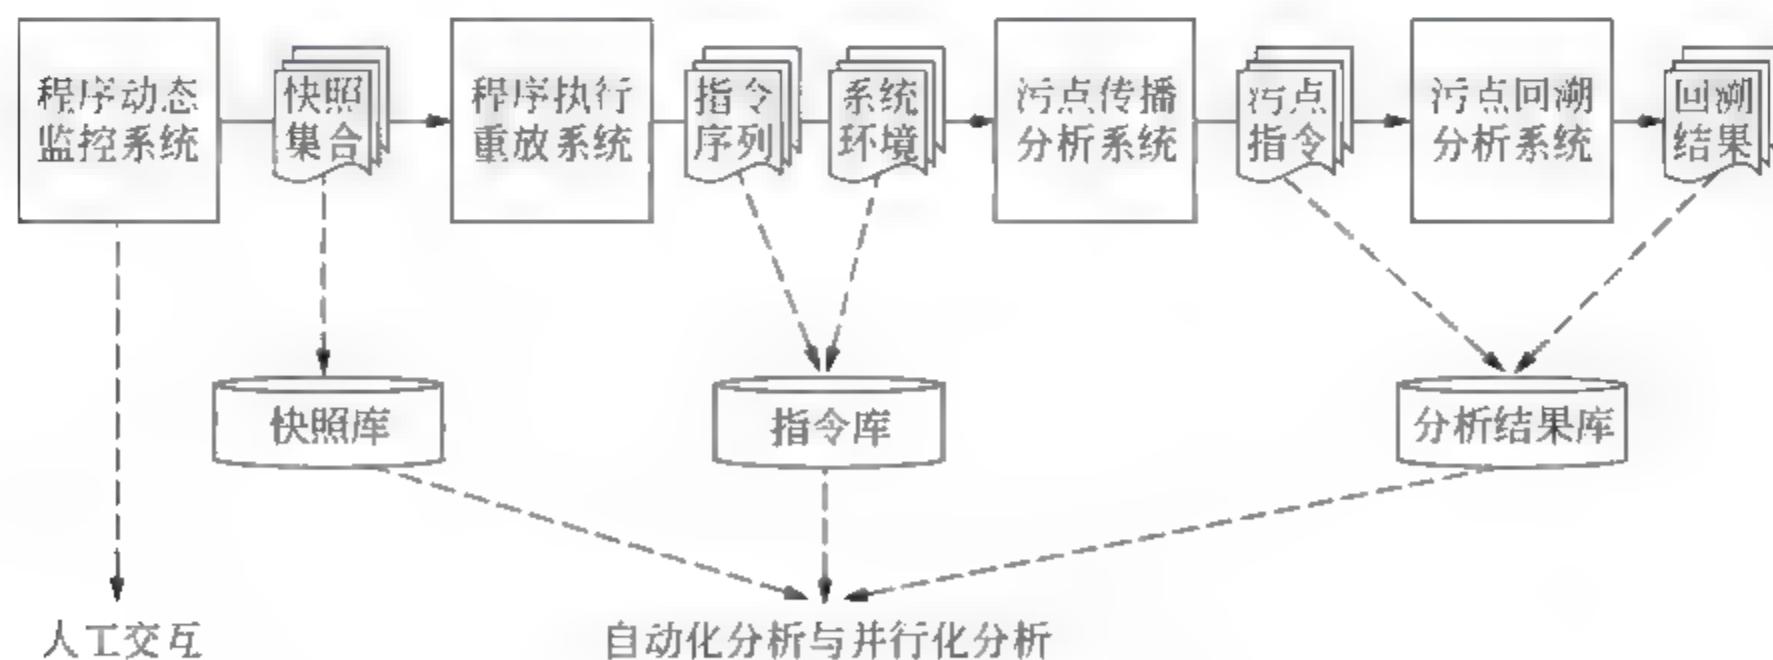 程序动态
监控系统
快照
集合
程序执行
重放系统
指令
序列
系统
环境
污点传播
分析系统
污点
指令
污点回溯
分析系统
回溯
结果
快照库
指令库
分析结果库
人工交互
自动化分析与并行化分析